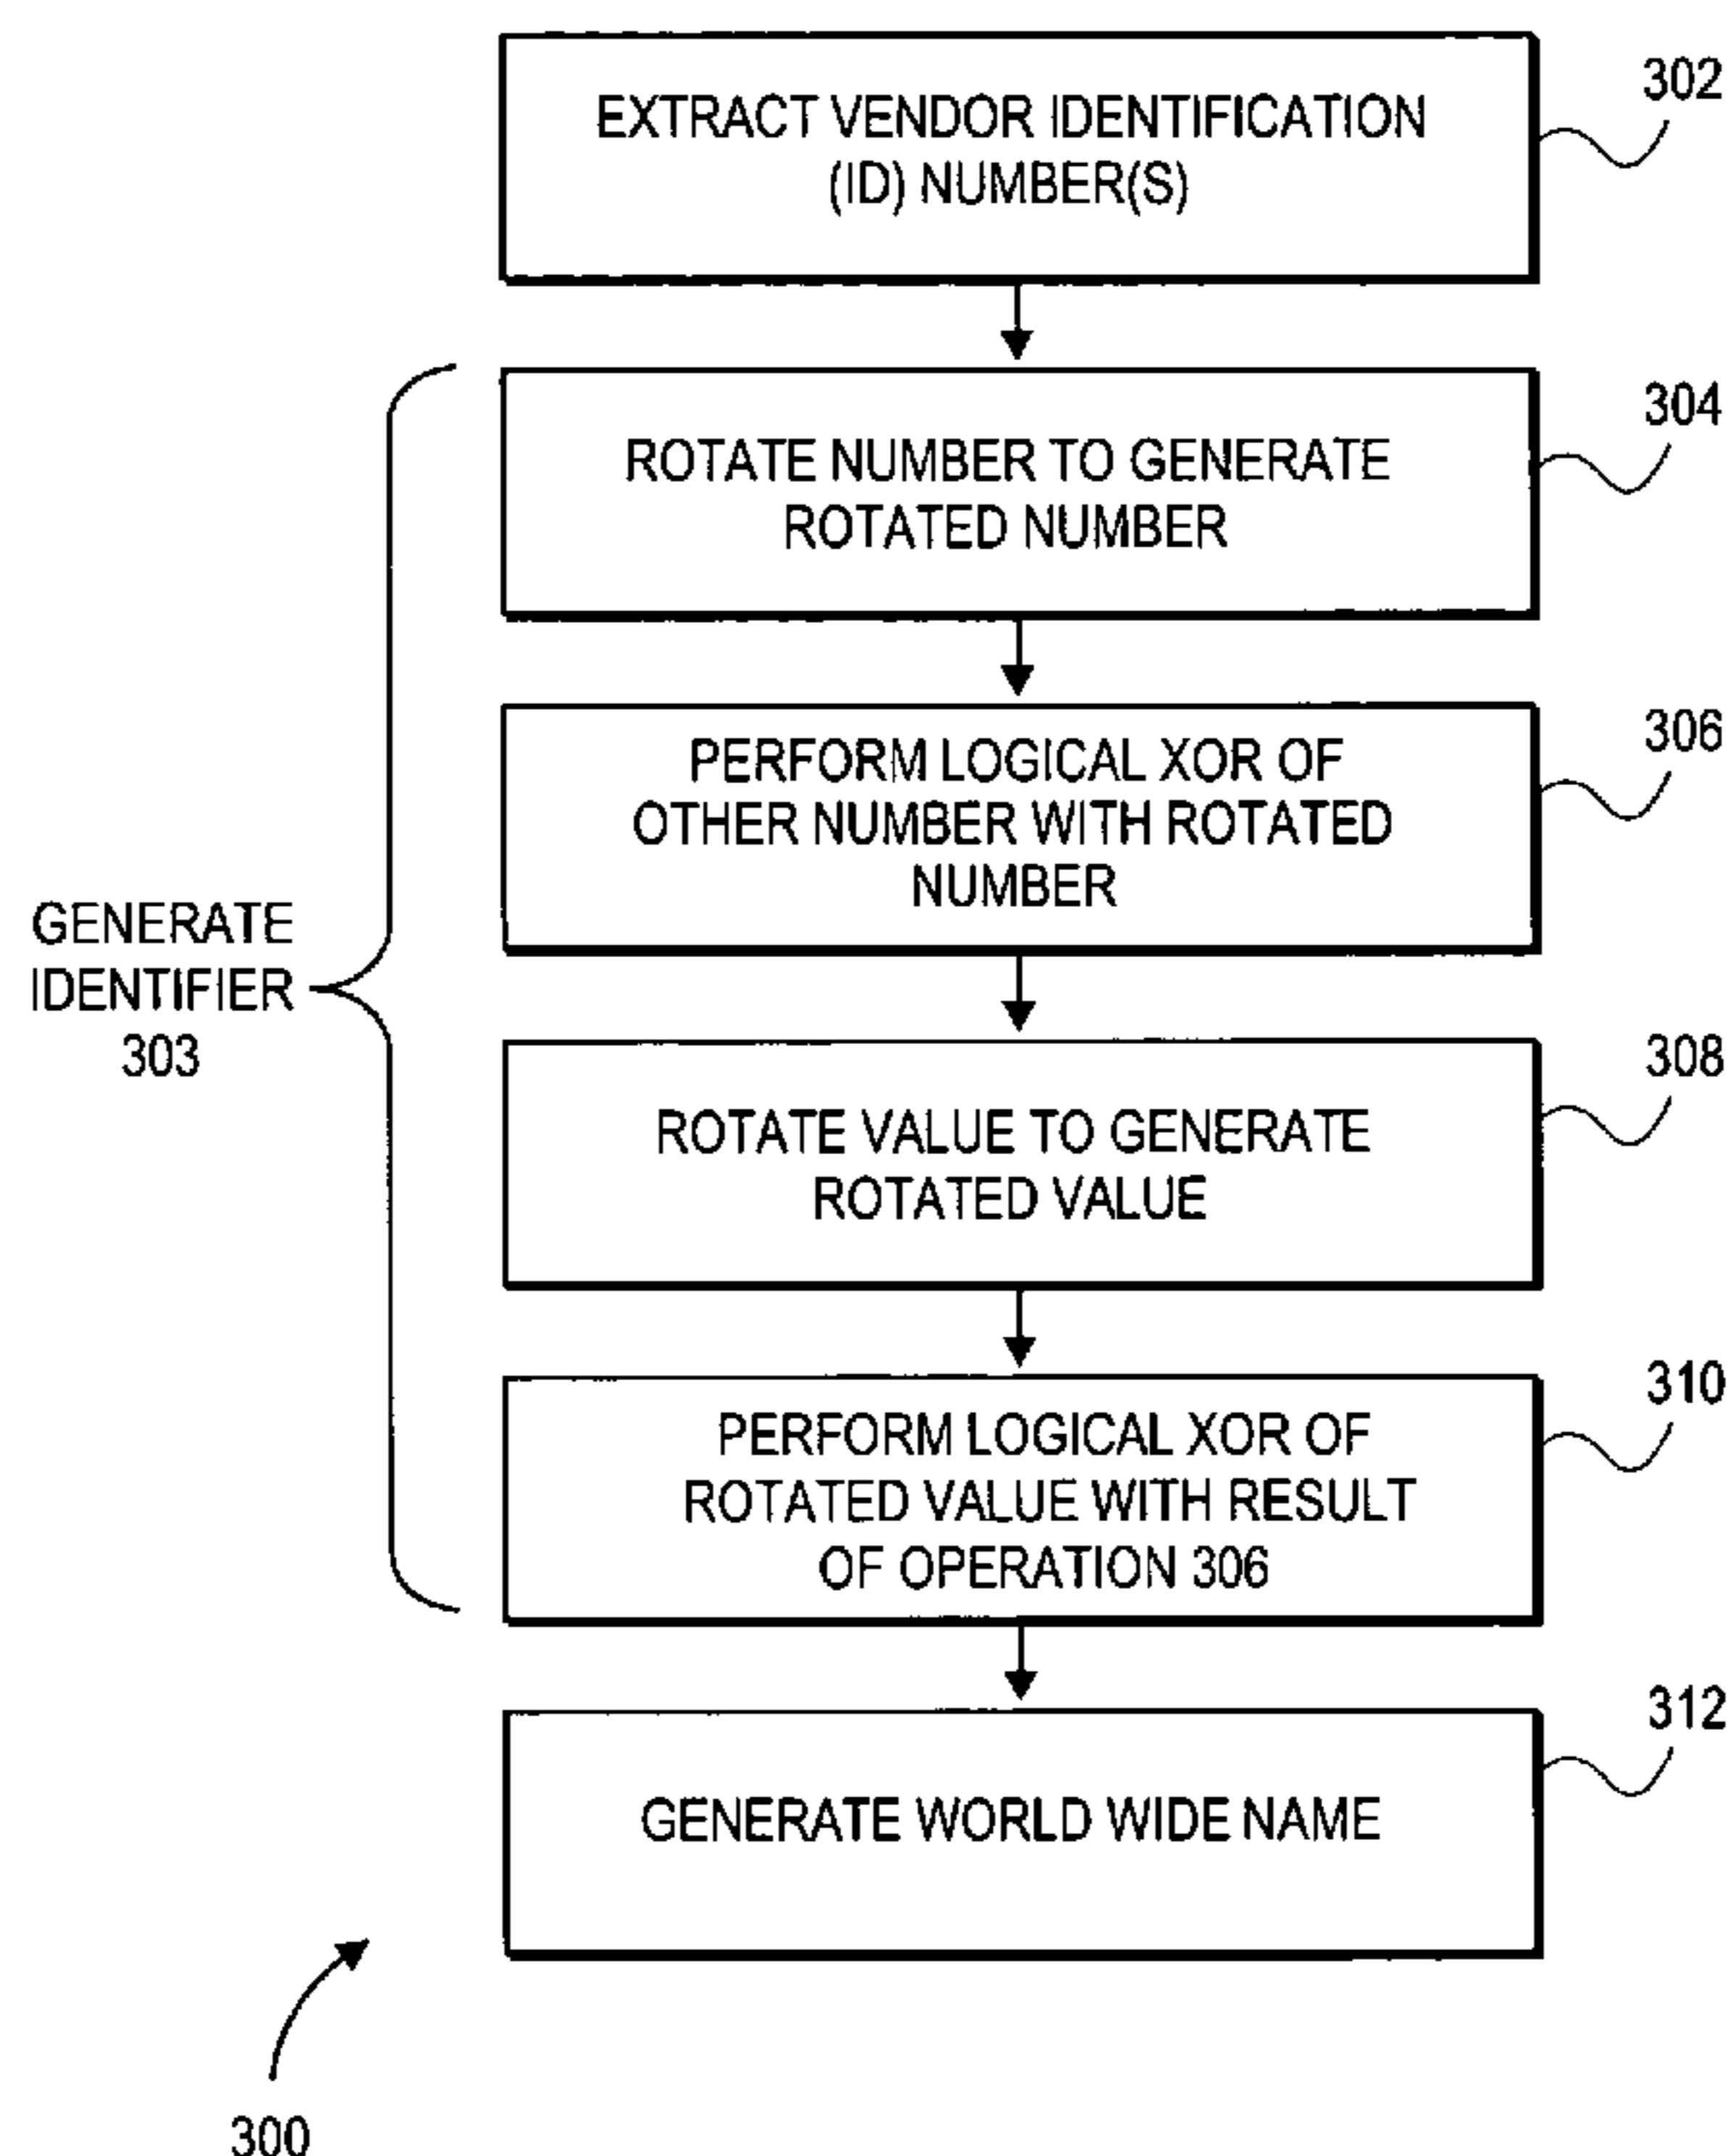 EXTRACT VENDOR IDENTIFICATION
(ID) NUMBER(S)
302
ROTATE NUMBER TO GENERATE
ROTATED NUMBER
304
PERFORM LOGICAL XOR OF
OTHER NUMBER WITH ROTATED
NUMBER
306
GENERATE
IDENTIFIER
303
ROTATE VALUE TO GENERATE
ROTATED VALUE
308
PERFORM LOGICAL XOR OF
ROTATED VALUE WITH RESULT
OF OPERATION 306
310
GENERATE WORLD WIDE NAME
312
300